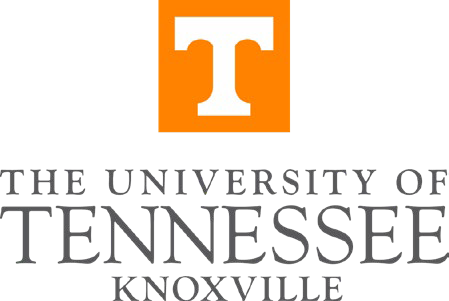 T
THE UNIVERSITY OF
TENNESSEE
KNOXVILLE